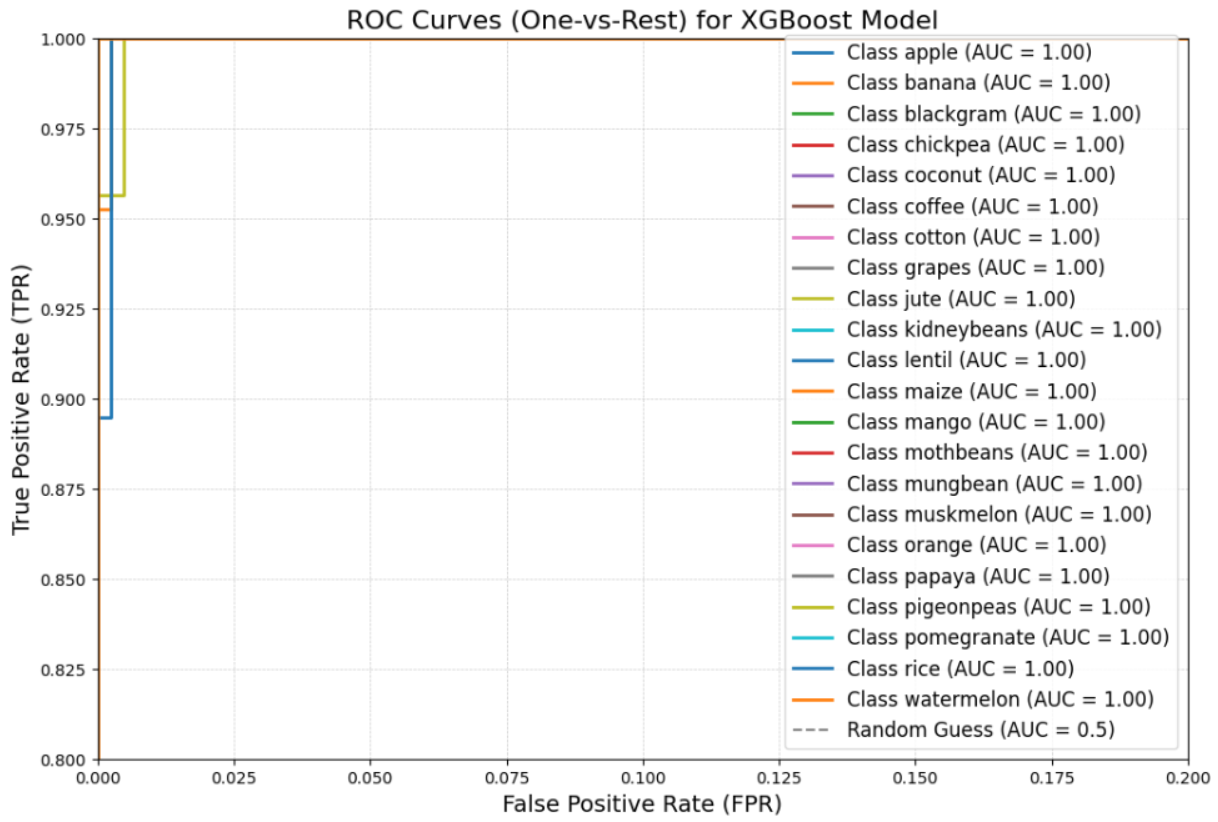 ROC Curves (One-vs-Rest) for XGBoost Model
True Positive Rate (TPR)
1.000
0.975
0.950
0.925
0.900
0.875
0.850
0.825
0.800
Class apple (AUC = 1.00)
Class banana (AUC = 1.00)
Class blackgram (AUC = 1.00)
Class chickpea (AUC = 1.00)
Class coconut (AUC = 1.00)
Class coffee (AUC = 1.00)
Class cotton (AUC = 1.00)
Class grapes (AUC = 1.00)
Class jute (AUC = 1.00)
Class kidneybeans (AUC = 1.00)
Class lentil (AUC = 1.00)
Class maize (AUC = 1.00)
Class mango (AUC = 1.00)
Class mothbeans (AUC = 1.00)
Class mungbean (AUC = 1.00)
Class muskmelon (AUC = 1.00)
Class orange (AUC = 1.00)
Class papaya (AUC = 1.00)
Class pigeonpeas (AUC = 1.00)
Class pomegranate (AUC = 1.00)
Class rice (AUC = 1.00)
Class watermelon (AUC = 1.00)
Random Guess (AUC = 0.5)
0.000 0.025 0.050 0.075 0.100 0.125 0.150 0.175 0.200
False Positive Rate (FPR)